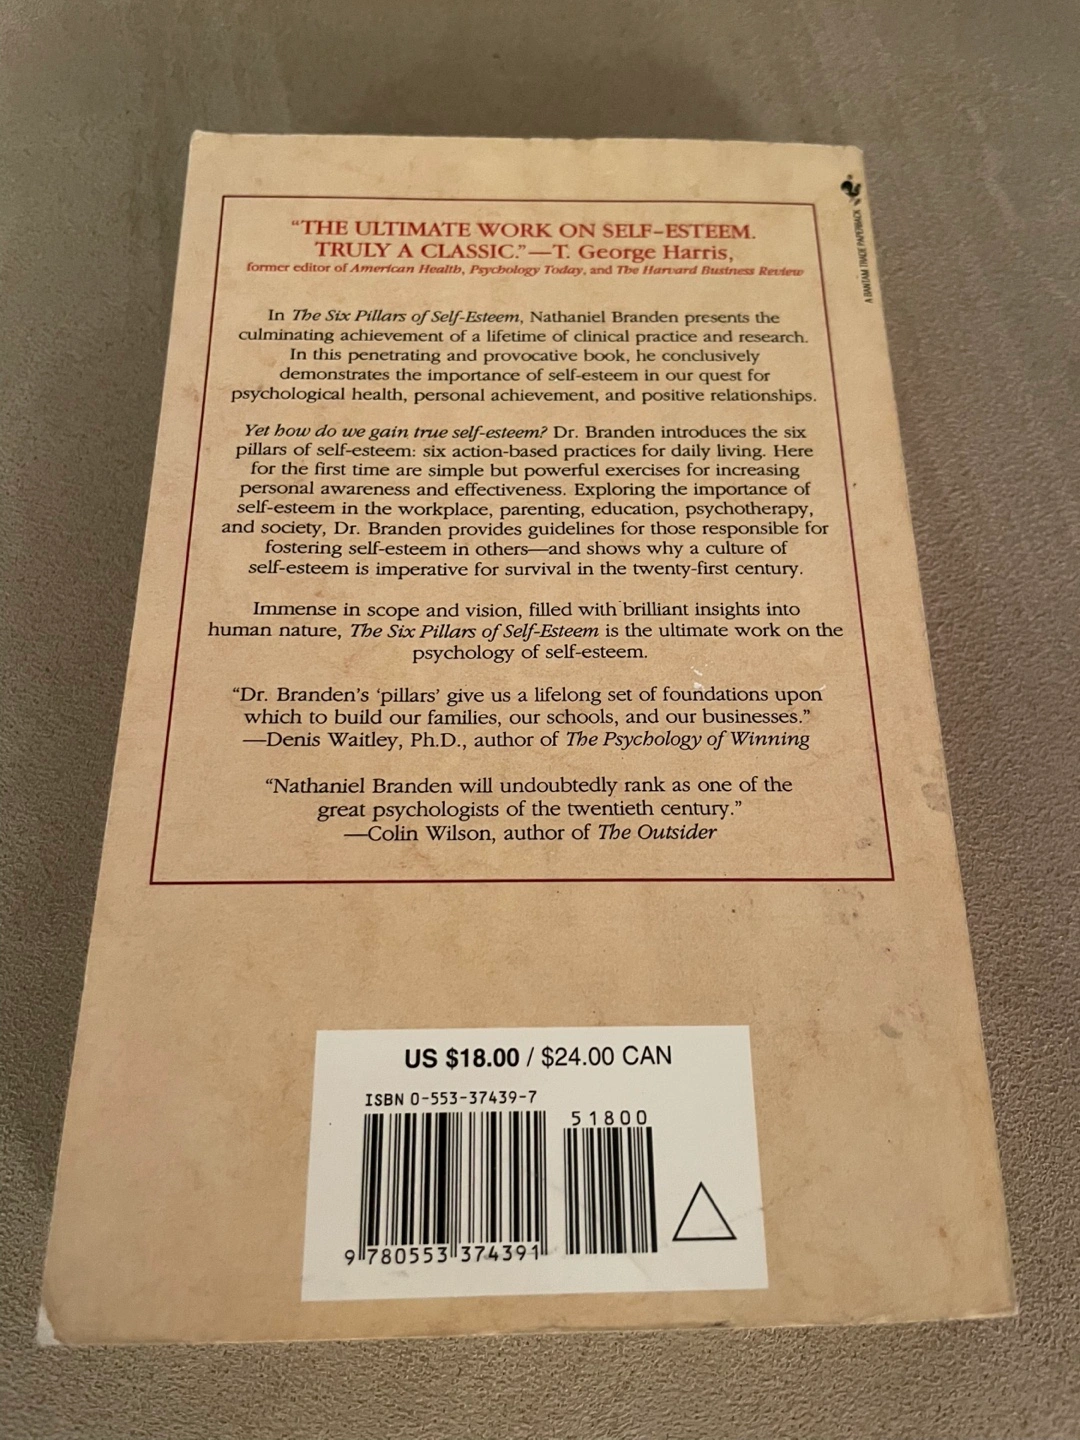 “THE ULTIMATE WORK ON SELF-ESTEEM.
TRULY A CLASSIC.”—T. George Harris,
former editor of American Health, Psychology Today, and The Harvard Business Review
In The Six Pillars of Self-Esteem, Nathaniel Branden presents the
culminating achievement of a lifetime of clinical practice and research.
In this penetrating and provocative book, he conclusively
demonstrates the importance of self-esteem in our quest for
psychological health, personal achievement, and positive relationships.
Yet how do we gain true self-esteem? Dr. Branden introduces the six
pillars of self-esteem: six action-based practices for daily living. Here
for the first time are simple but powerful exercises for increasing
personal awareness and effectiveness. Exploring the importance of
self-esteem in the workplace, parenting, education, psychotherapy,
and society, Dr. Branden provides guidelines for those responsible for
fostering self-esteem in others—and shows why a culture of
self-esteem is imperative for survival in the twenty-first century.
Immense in scope and vision, filled with brilliant insights into
human nature, The Six Pillars of Self-Esteem is the ultimate work on the
psychology of self-esteem.
“Dr. Branden’s ‘pillars’ give us a lifelong set of foundations upon
which to build our families, our schools, and our businesses.”
—Denis Waitley, Ph.D., author of The Psychology of Winning
“Nathaniel Branden will undoubtedly rank as one of the
great psychologists of the twentieth century.”
—Colin Wilson, author of The Outsider
A BANTAM TRADE PAPERBACK
US $18.00 / $24.00 CAN
ISBN 0-553-37439-7
51800
9 780553 374391